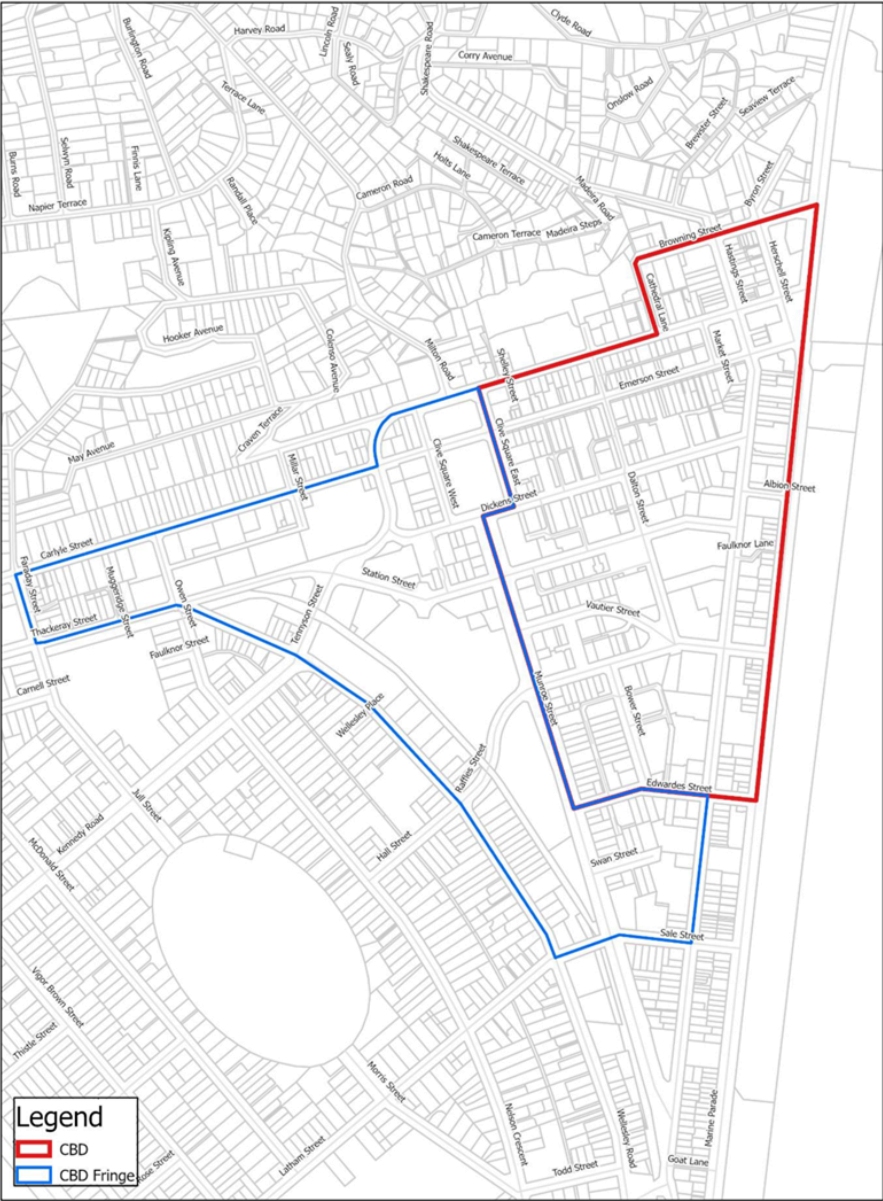 Clyde Road
Harvey Road
Lincoln Road
Burlington Road
Sealy Road
Shakespeare Road
Corry Avenue
Terrace Lane
Onslow Road
Seaview Terrace
Brewster Street
Burns Road
Selwyn Road
Finnis Lane
Shakespeare Terrace
Holts Lane
Cameron Road
Randall Place
Madeira Road
Byron Street
Napier Terrace
Kipling Avenue
Cameron Terrace
Madeira Steps
Browning Street
Hastings Street
Herschell Street
Cathedral Lane
Hooker Avenue
Colenso Avenue
Milton Road
Shelley Street
Market Street
Emerson Street
Craven Terrace
May Avenue
Clive Square West
Clive Square East
Millar Street
Dickens Street
Dalton Street
Albion Street
Carlyle Street
Faulknor Lane
Faraday Street
Muggeridge Street
Owen Street
Station Street
Tennyson Street
Vautier Street
Thackeray Street
Faulknor Street
Carnell Street
Wellesley Place
Munroe Street
Bower Street
Raffles Street
Edwardes Street
Jull Street
Kennedy Road
Hall Street
McDonald Street
Swan Street
Sale Street
Vigor Brown Street
Thistle Street
Morris Street
Nelson Crescent
Wellesley Road
Marine Parade
Latham Street
Rose Street
Todd Street
Goat Lane
Legend
CBD
CBD Fringe